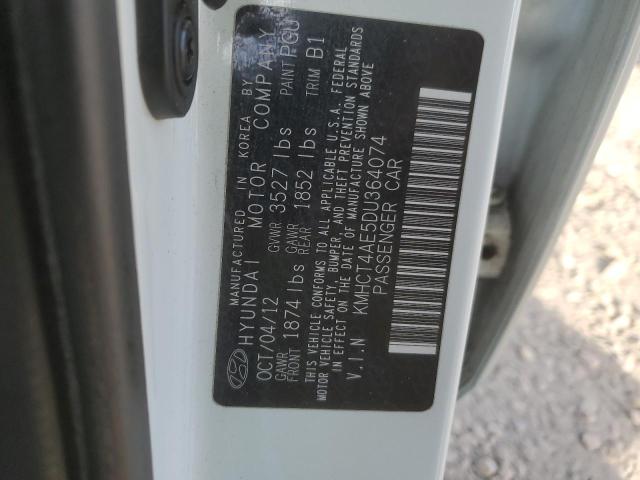 MANUFACTURED IN KOREA BY
HYUNDAI MOTOR COMPANY
OCT/04/12 GVWR 3527 lbs PAINT PGU
GAWR FRONT 1874 lbs GAWR REAR 1852 lbs TRIM B1
THIS VEHICLE CONFORMS TO ALL APPLICABLE U.S.A. FEDERAL
MOTOR VEHICLE SAFETY, BUMPER, AND THEFT PREVENTION STANDARDS
IN EFFECT ON THE DATE OF MANUFACTURE SHOWN ABOVE
V.I.N KMHCT4AE5DU364074
PASSENGER CAR